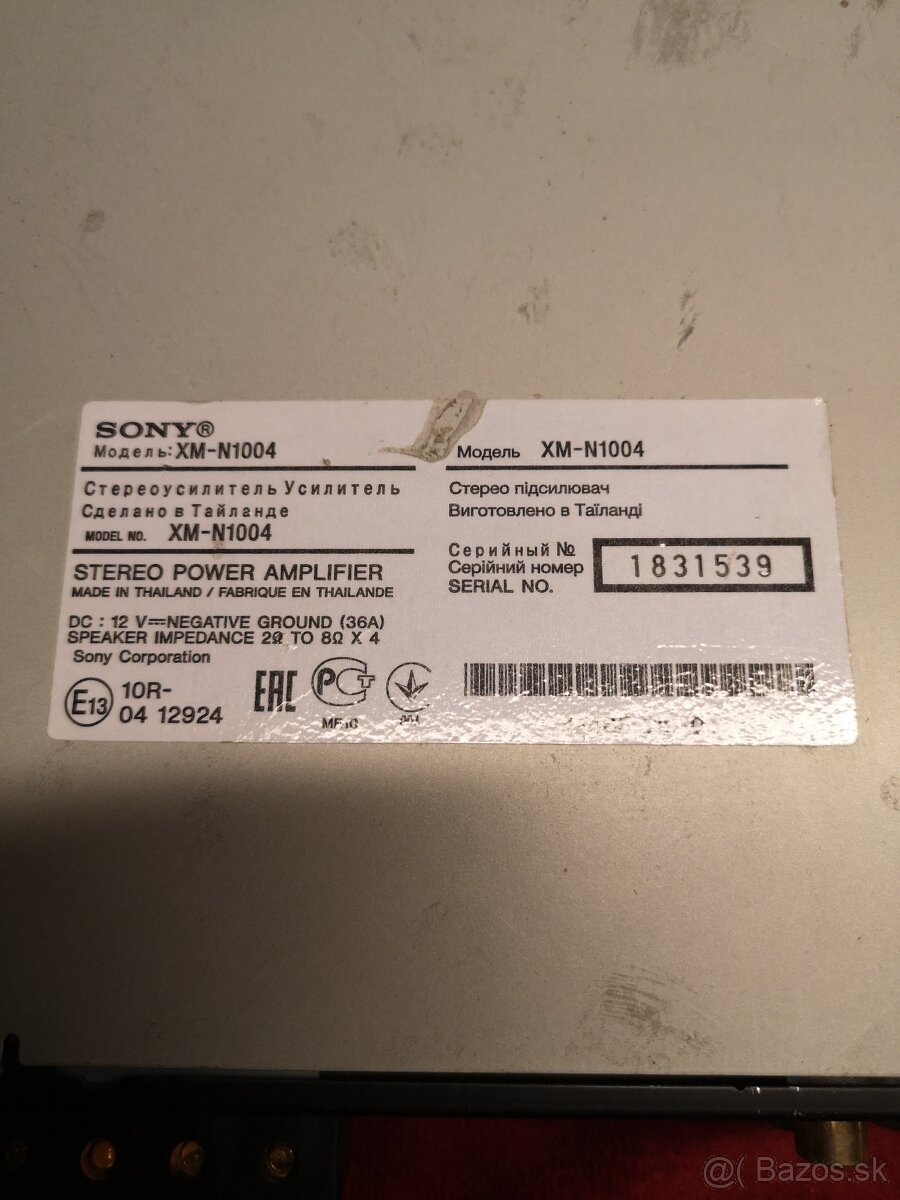 SONY®
Модель: XM-N1004
Стереоусилитель Усилитель
Сделано в Тайланде
MODEL NO. XM-N1004
STEREO POWER AMPLIFIER
MADE IN THAILAND / FABRIQUE EN THAILANDE
DC : 12 V⎓NEGATIVE GROUND (36A)
SPEAKER IMPEDANCE 2Ω TO 8Ω X 4
Sony Corporation
E13 10R-
04 12924
EAC
Модель XM-N1004
Стерео підсилювач
Виготовлено в Таїланді
Серийный №
Серійний номер
SERIAL NO.
1831539
@( Bazos.sk